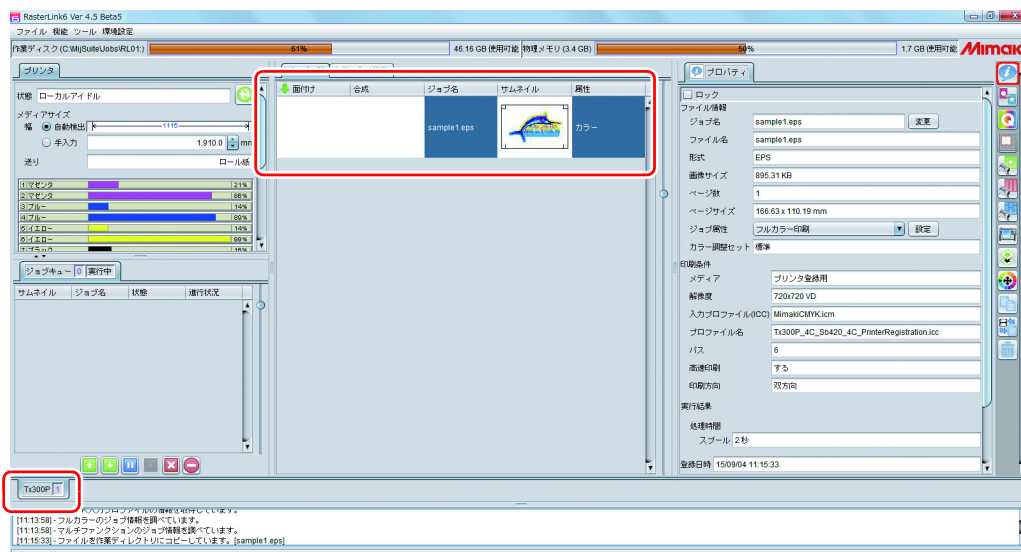 RasterLink6 Ver 4.5 Beta5
ファイル 機能 ツール 環境設定
作業ディスク (C:\MijSuite\Jobs\RL01:) 61% 46.16 GB 使用可能 物理メモリ (3.4 GB) 50% 1.7 GB 使用可能 Mimaki
プリンタ
状態 ローカルアイドル
メディアサイズ
幅 自動検出 1115
手入力 1,910.0 mm
送り ロール紙
1 マゼンタ 21%
2 マゼンタ 86%
3 ブルー 14%
4 ブルー 89%
5 イエロー 14%
6 イエロー 99%
7 ブラック 16%
ジョブキュー 0 実行中
サムネイル ジョブ名 状態 進行状況
面付け 合成 ジョブ名 サムネイル 属性
sample1.eps カラー
プロパティ
ロック
ファイル情報
ジョブ名 sample1.eps 変更
ファイル名 sample1.eps
形式 EPS
画像サイズ 895.31 KB
ページ数 1
ページサイズ 166.63 x 110.19 mm
ジョブ属性 フルカラー印刷 設定
カラー調整セット 標準
印刷条件
メディア プリンタ登録用
解像度 720x720 VD
入力プロファイル(ICC) MimakiCMYK.icm
プロファイル名 Tx300P_4C_Sb420_4C_PrinterRegistration.icc
パス 6
高速印刷 する
印刷方向 双方向
実行結果
処理時間
スプール 2 秒
登録日時 15/09/04 11:15:33
Tx300P 1
[11:13:58] - フルカラーのジョブ情報を調べています。
[11:13:58] - マルチファンクションのジョブ情報を調べています。
[11:15:33] - ファイルを作業ディレクトリにコピーしています。[sample1.eps]